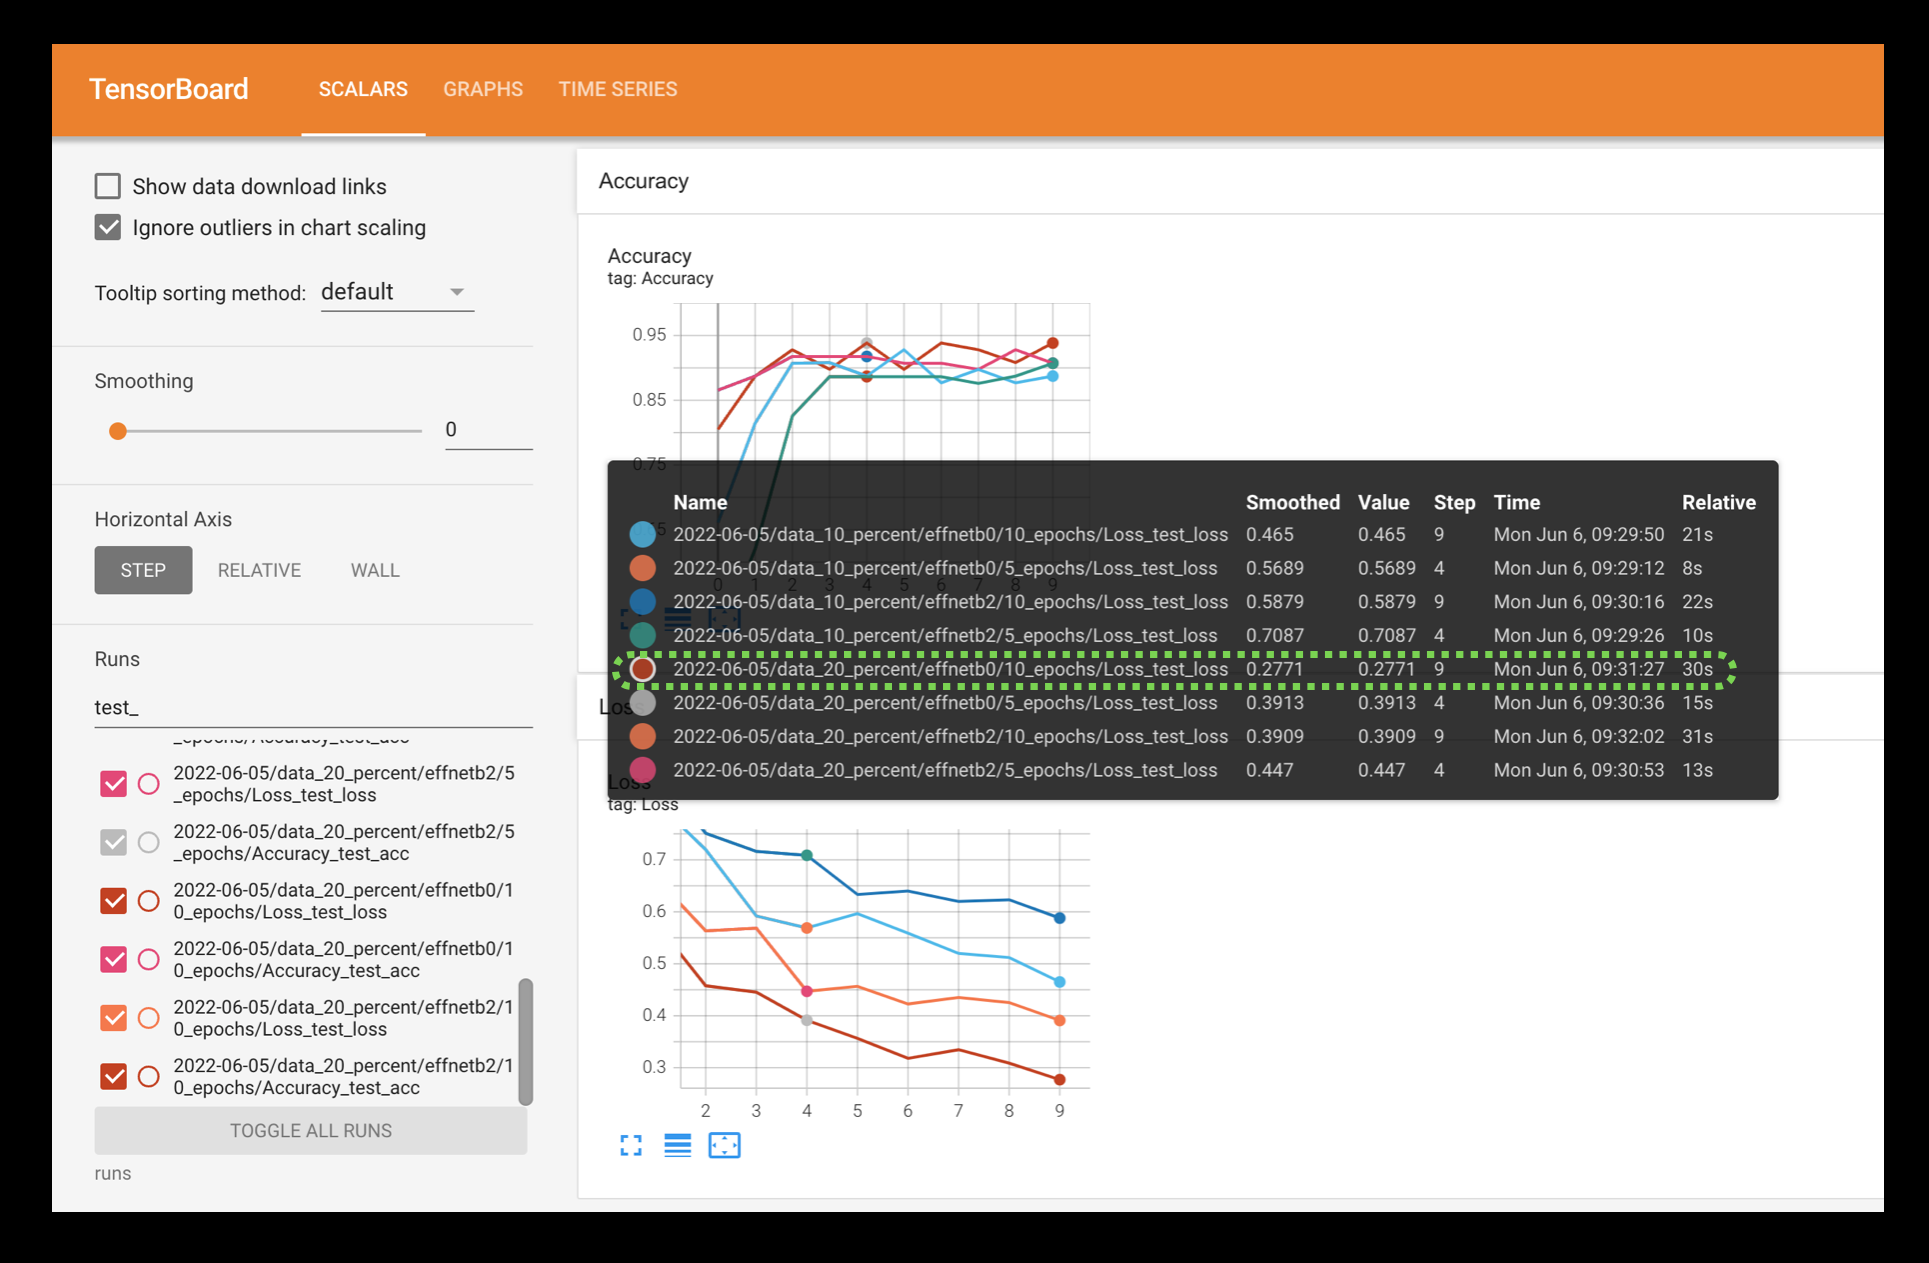 TensorBoard SCALARS GRAPHS TIME SERIES
Show data download links
Ignore outliers in chart scaling
Tooltip sorting method: default
Smoothing
0
Horizontal Axis
STEP RELATIVE WALL
Runs
test_
_epochs/Accuracy_test_acc
2022-06-05/data_20_percent/effnetb2/5
_epochs/Loss_test_loss
2022-06-05/data_20_percent/effnetb2/5
_epochs/Accuracy_test_acc
2022-06-05/data_20_percent/effnetb0/1
0_epochs/Loss_test_loss
2022-06-05/data_20_percent/effnetb0/1
0_epochs/Accuracy_test_acc
2022-06-05/data_20_percent/effnetb2/1
0_epochs/Loss_test_loss
2022-06-05/data_20_percent/effnetb2/1
0_epochs/Accuracy_test_acc
TOGGLE ALL RUNS
runs
Accuracy
Accuracy
tag: Accuracy
0.95
0.85
0.75
0 1 2 3 4 5 6 7 8 9
Name Smoothed Value Step Time Relative
2022-06-05/data_10_percent/effnetb0/10_epochs/Loss_test_loss 0.465 0.465 9 Mon Jun 6, 09:29:50 21s
2022-06-05/data_10_percent/effnetb0/5_epochs/Loss_test_loss 0.5689 0.5689 4 Mon Jun 6, 09:29:12 8s
2022-06-05/data_10_percent/effnetb2/10_epochs/Loss_test_loss 0.5879 0.5879 9 Mon Jun 6, 09:30:16 22s
2022-06-05/data_10_percent/effnetb2/5_epochs/Loss_test_loss 0.7087 0.7087 4 Mon Jun 6, 09:29:26 10s
2022-06-05/data_20_percent/effnetb0/10_epochs/Loss_test_loss 0.2771 0.2771 9 Mon Jun 6, 09:31:27 30s
2022-06-05/data_20_percent/effnetb0/5_epochs/Loss_test_loss 0.3913 0.3913 4 Mon Jun 6, 09:30:36 15s
2022-06-05/data_20_percent/effnetb2/10_epochs/Loss_test_loss 0.3909 0.3909 9 Mon Jun 6, 09:32:02 31s
2022-06-05/data_20_percent/effnetb2/5_epochs/Loss_test_loss 0.447 0.447 4 Mon Jun 6, 09:30:53 13s
Loss
Loss
tag: Loss
0.7
0.6
0.5
0.4
0.3
2 3 4 5 6 7 8 9